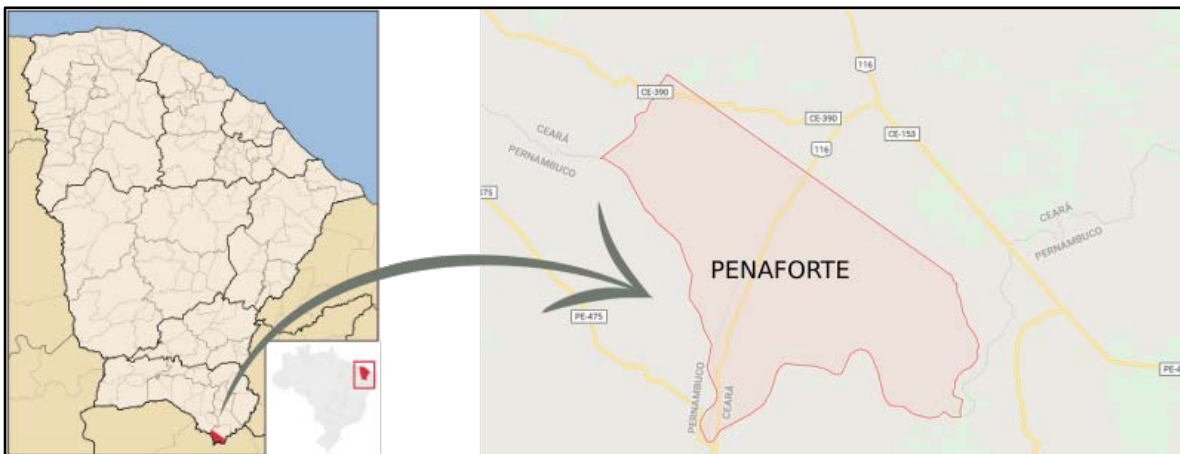 116
CE-390
CE-390
116
CE-153
CEARÁ
PERNAMBUCO
475
CEARÁ
PERNAMBUCO
PENAFORTE
PE-475
PERNAMBUCO
CEARÁ
PE-4